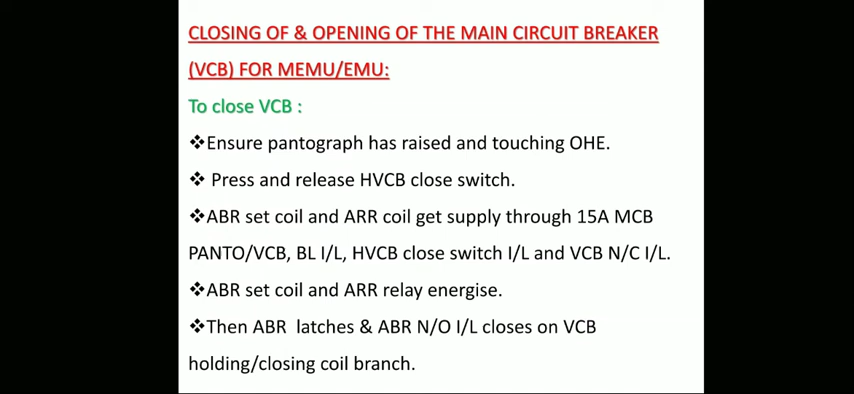 CLOSING OF & OPENING OF THE MAIN CIRCUIT BREAKER
(VCB) FOR MEMU/EMU:
To close VCB :
❖Ensure pantograph has raised and touching OHE.
❖ Press and release HVCB close switch.
❖ABR set coil and ARR coil get supply through 15A MCB
PANTO/VCB, BL I/L, HVCB close switch I/L and VCB N/C I/L.
❖ABR set coil and ARR relay energise.
❖Then ABR latches & ABR N/O I/L closes on VCB
holding/closing coil branch.